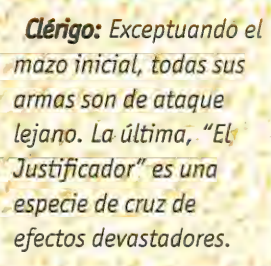 Clérigo: Exceptuando el
mazo inicial, todas sus
armas son de ataque
lejano. La última, “El
Justificador” es una
especie de cruz de
efectos devastadores.